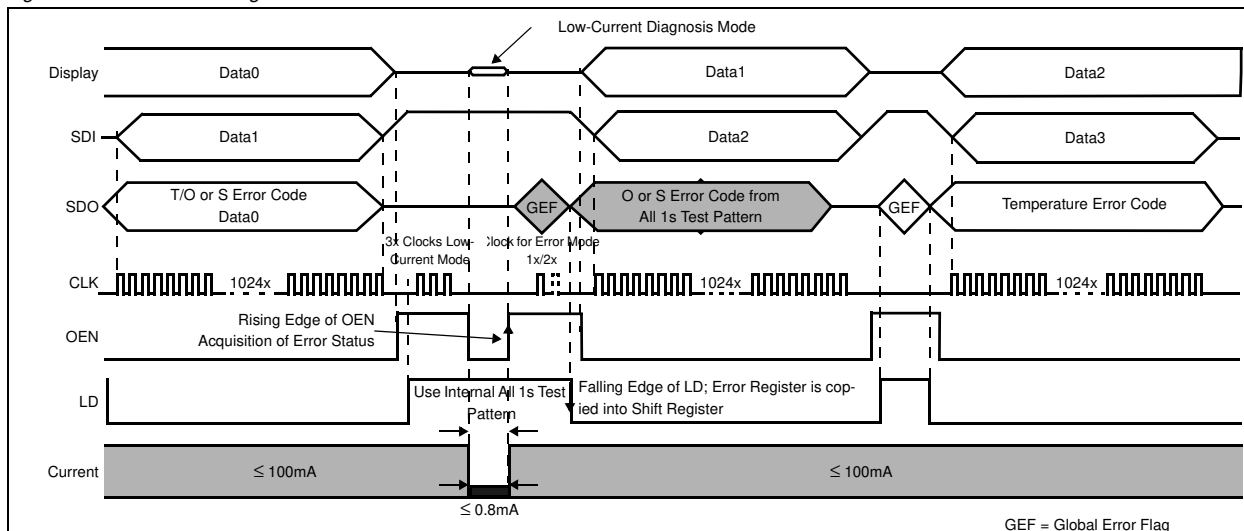 Low-Current Diagnosis Mode
Display
Data0
Data1
Data2
SDI
Data1
Data2
Data3
SDO
T/O or S Error Code
Data0
GEF
O or S Error Code from
All 1s Test Pattern
GEF
Temperature Error Code
3x Clocks Low-
Current Mode
Clock for Error Mode
1x/2x
CLK
1024x
1024x
1024x
OEN
Rising Edge of OEN
Acquisition of Error Status
LD
Use Internal All 1s Test
Pattern
Falling Edge of LD; Error Register is cop-
ied into Shift Register
Current
≤ 100mA
≤ 100mA
≤ 0.8mA
GEF = Global Error Flag